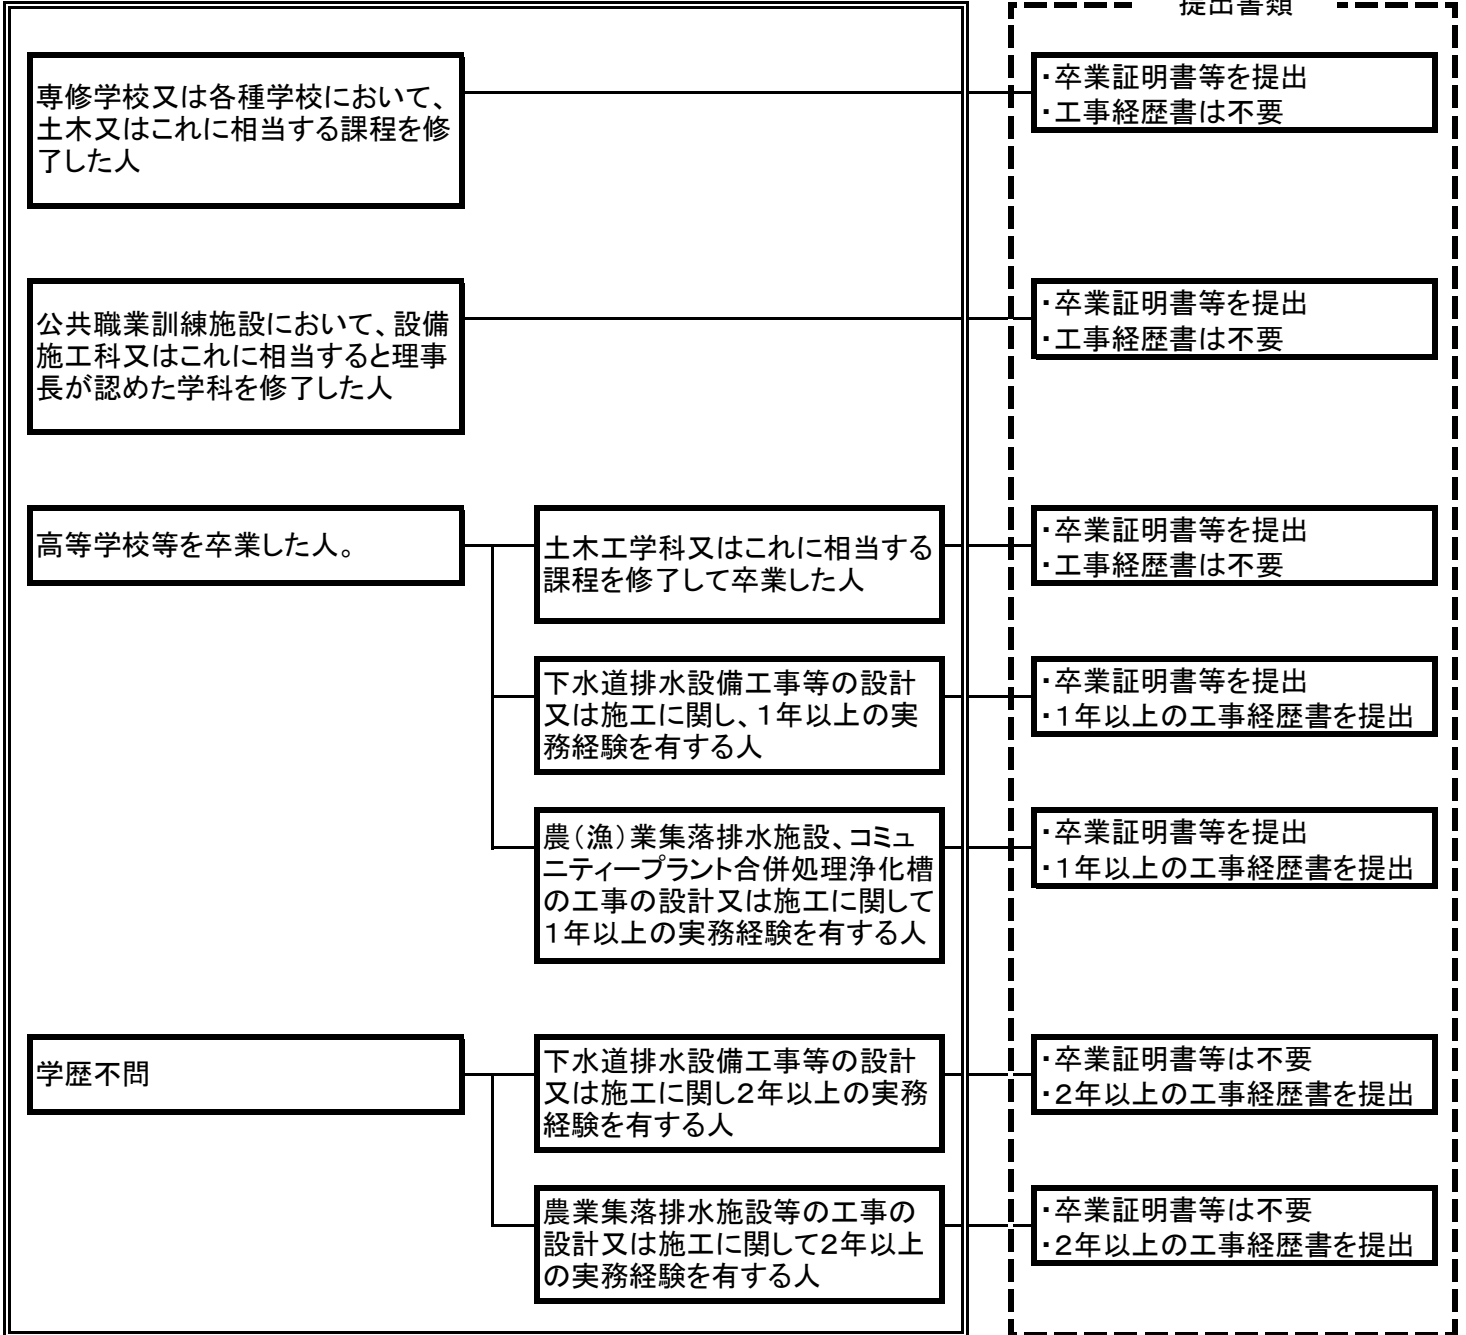 提出書類
専修学校又は各種学校において、
土木又はこれに相当する課程を修
了した人
・卒業証明書等を提出
・工事経歴書は不要
公共職業訓練施設において、設備
施工科又はこれに相当すると理事
長が認めた学科を修了した人
・卒業証明書等を提出
・工事経歴書は不要
高等学校等を卒業した人。
土木工学科又はこれに相当する
課程を修了して卒業した人
・卒業証明書等を提出
・工事経歴書は不要
下水道排水設備工事等の設計
又は施工に関し、１年以上の実
務経験を有する人
・卒業証明書等を提出
・１年以上の工事経歴書を提出
農（漁）業集落排水施設、コミュ
ニティープラント合併処理浄化槽
の工事の設計又は施工に関して
１年以上の実務経験を有する人
・卒業証明書等を提出
・１年以上の工事経歴書を提出
学歴不問
下水道排水設備工事等の設計
又は施工に関し２年以上の実務
経験を有する人
・卒業証明書等は不要
・２年以上の工事経歴書を提出
農業集落排水施設等の工事の
設計又は施工に関して２年以上
の実務経験を有する人
・卒業証明書等は不要
・２年以上の工事経歴書を提出